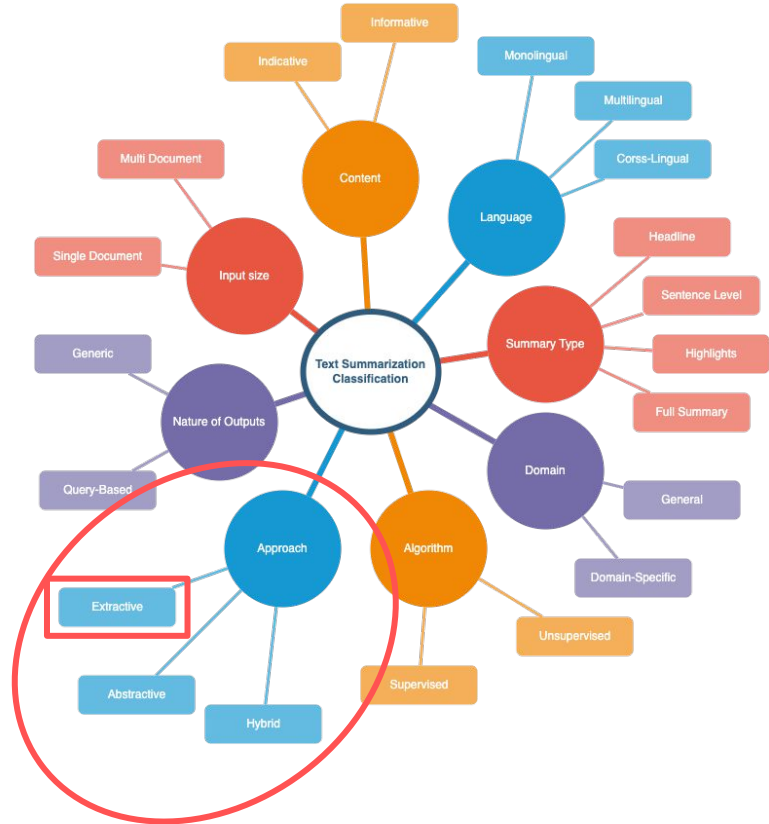 Informative
Indicative
Monolingual
Multilingual
Multi Document
Content
Corss-Lingual
Language
Headline
Single Document
Input size
Sentence Level
Summary Type
Generic
Text Summarization
Classification
Highlights
Full Summary
Nature of Outputs
Query-Based
Domain
General
Approach
Algorithm
Domain-Specific
Extractive
Unsupervised
Abstractive
Supervised
Hybrid